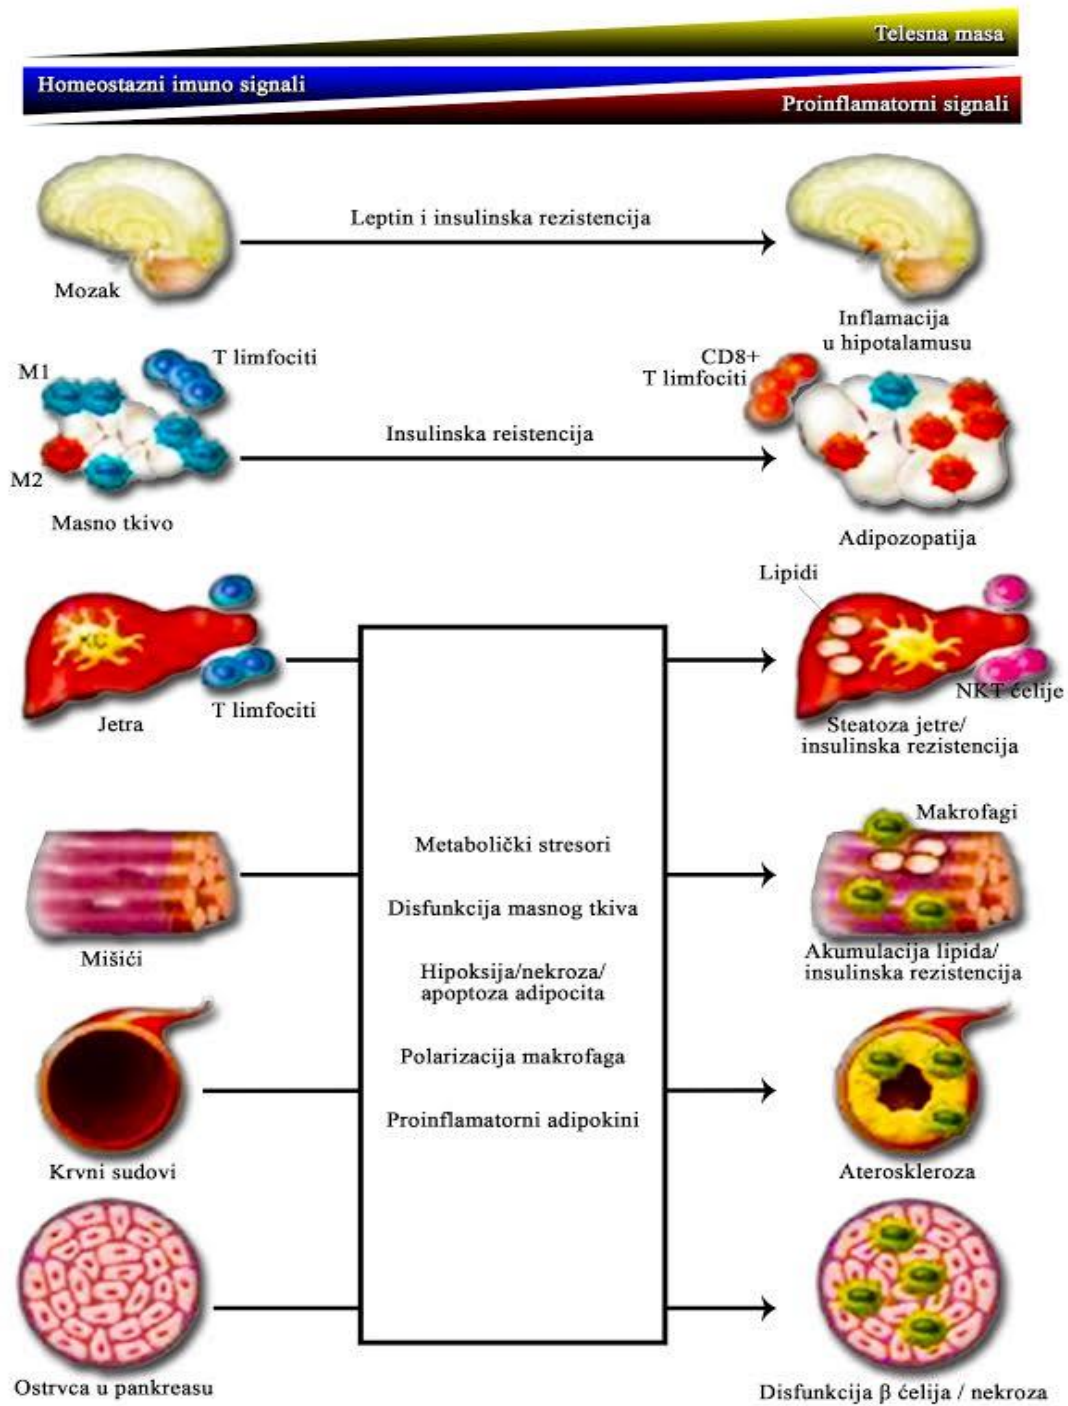 Telesna masa
Homeostazni imuno signali
Proinflamatorni signali
Leptin i insulinska rezistencija
Mozak
Inflamacija
u hipotalamusu
M1
T limfociti
CD8+
T limfociti
Insulinska reistencija
M2
Masno tkivo
Adipozopatija
Lipidi
KC
T limfociti
Jetra
NKT ćelije
Steatoza jetre/
insulinska rezistencija
Makrofagi
Metabolički stresori
Disfunkcija masnog tkiva
Mišići
Akumulacija lipida/
insulinska rezistencija
Hipoksija/nekroza/
apoptoza adipocita
Polarizacija makrofaga
Proinflamatorni adipokini
Krvni sudovi
Ateroskleroza
Ostrvca u pankreasu
Disfunkcija β ćelija / nekroza